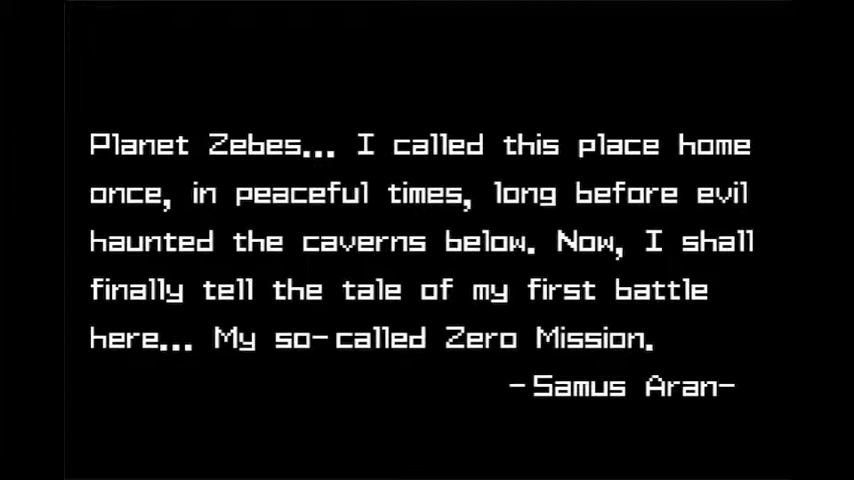 Planet Zebes... I called this place home
once, in peaceful times, long before evil
haunted the caverns below. Now, I shall
finally tell the tale of my first battle
here... My so-called Zero Mission.
-Samus Aran-